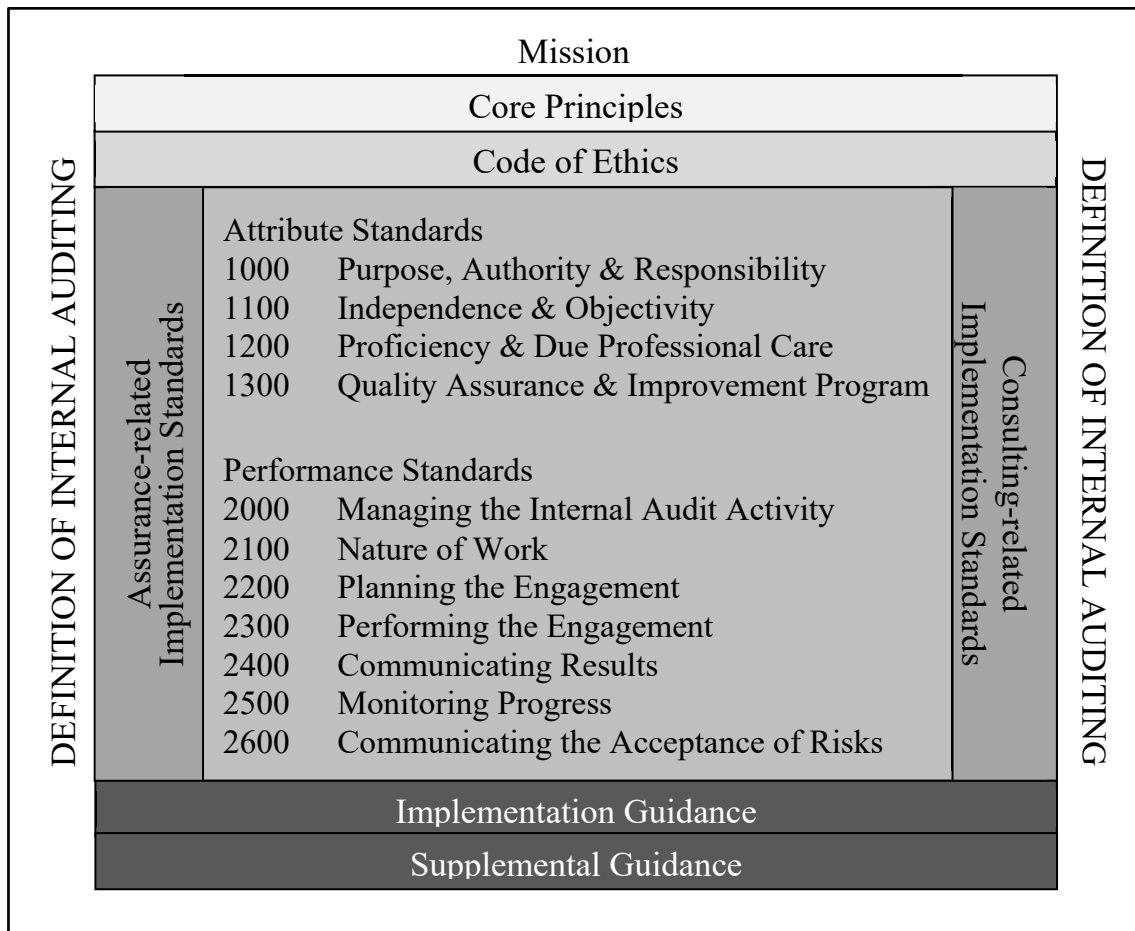 Mission
Core Principles
Code of Ethics
DEFINITION OF INTERNAL AUDITING
Assurance-related
Implementation Standards
Attribute Standards
1000 Purpose, Authority & Responsibility
1100 Independence & Objectivity
1200 Proficiency & Due Professional Care
1300 Quality Assurance & Improvement Program
Performance Standards
2000 Managing the Internal Audit Activity
2100 Nature of Work
2200 Planning the Engagement
2300 Performing the Engagement
2400 Communicating Results
2500 Monitoring Progress
2600 Communicating the Acceptance of Risks
Consulting-related
Implementation Standards
DEFINITION OF INTERNAL AUDITING
Implementation Guidance
Supplemental Guidance